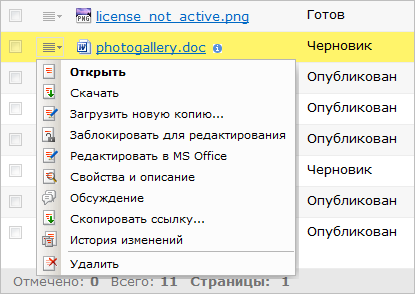 license_not_active.png Готов
photogallery.doc Черновик
Открыть
Опубликован
Скачать
Загрузить новую копию... Опубликован
Заблокировать для редактирования Опубликован
Редактировать в MS Office
Свойства и описание Черновик
Обсуждение Опубликован
Скопировать ссылку...
История изменений Опубликован
Удалить
Отмечено: 0 Всего: 11 Страницы: 1